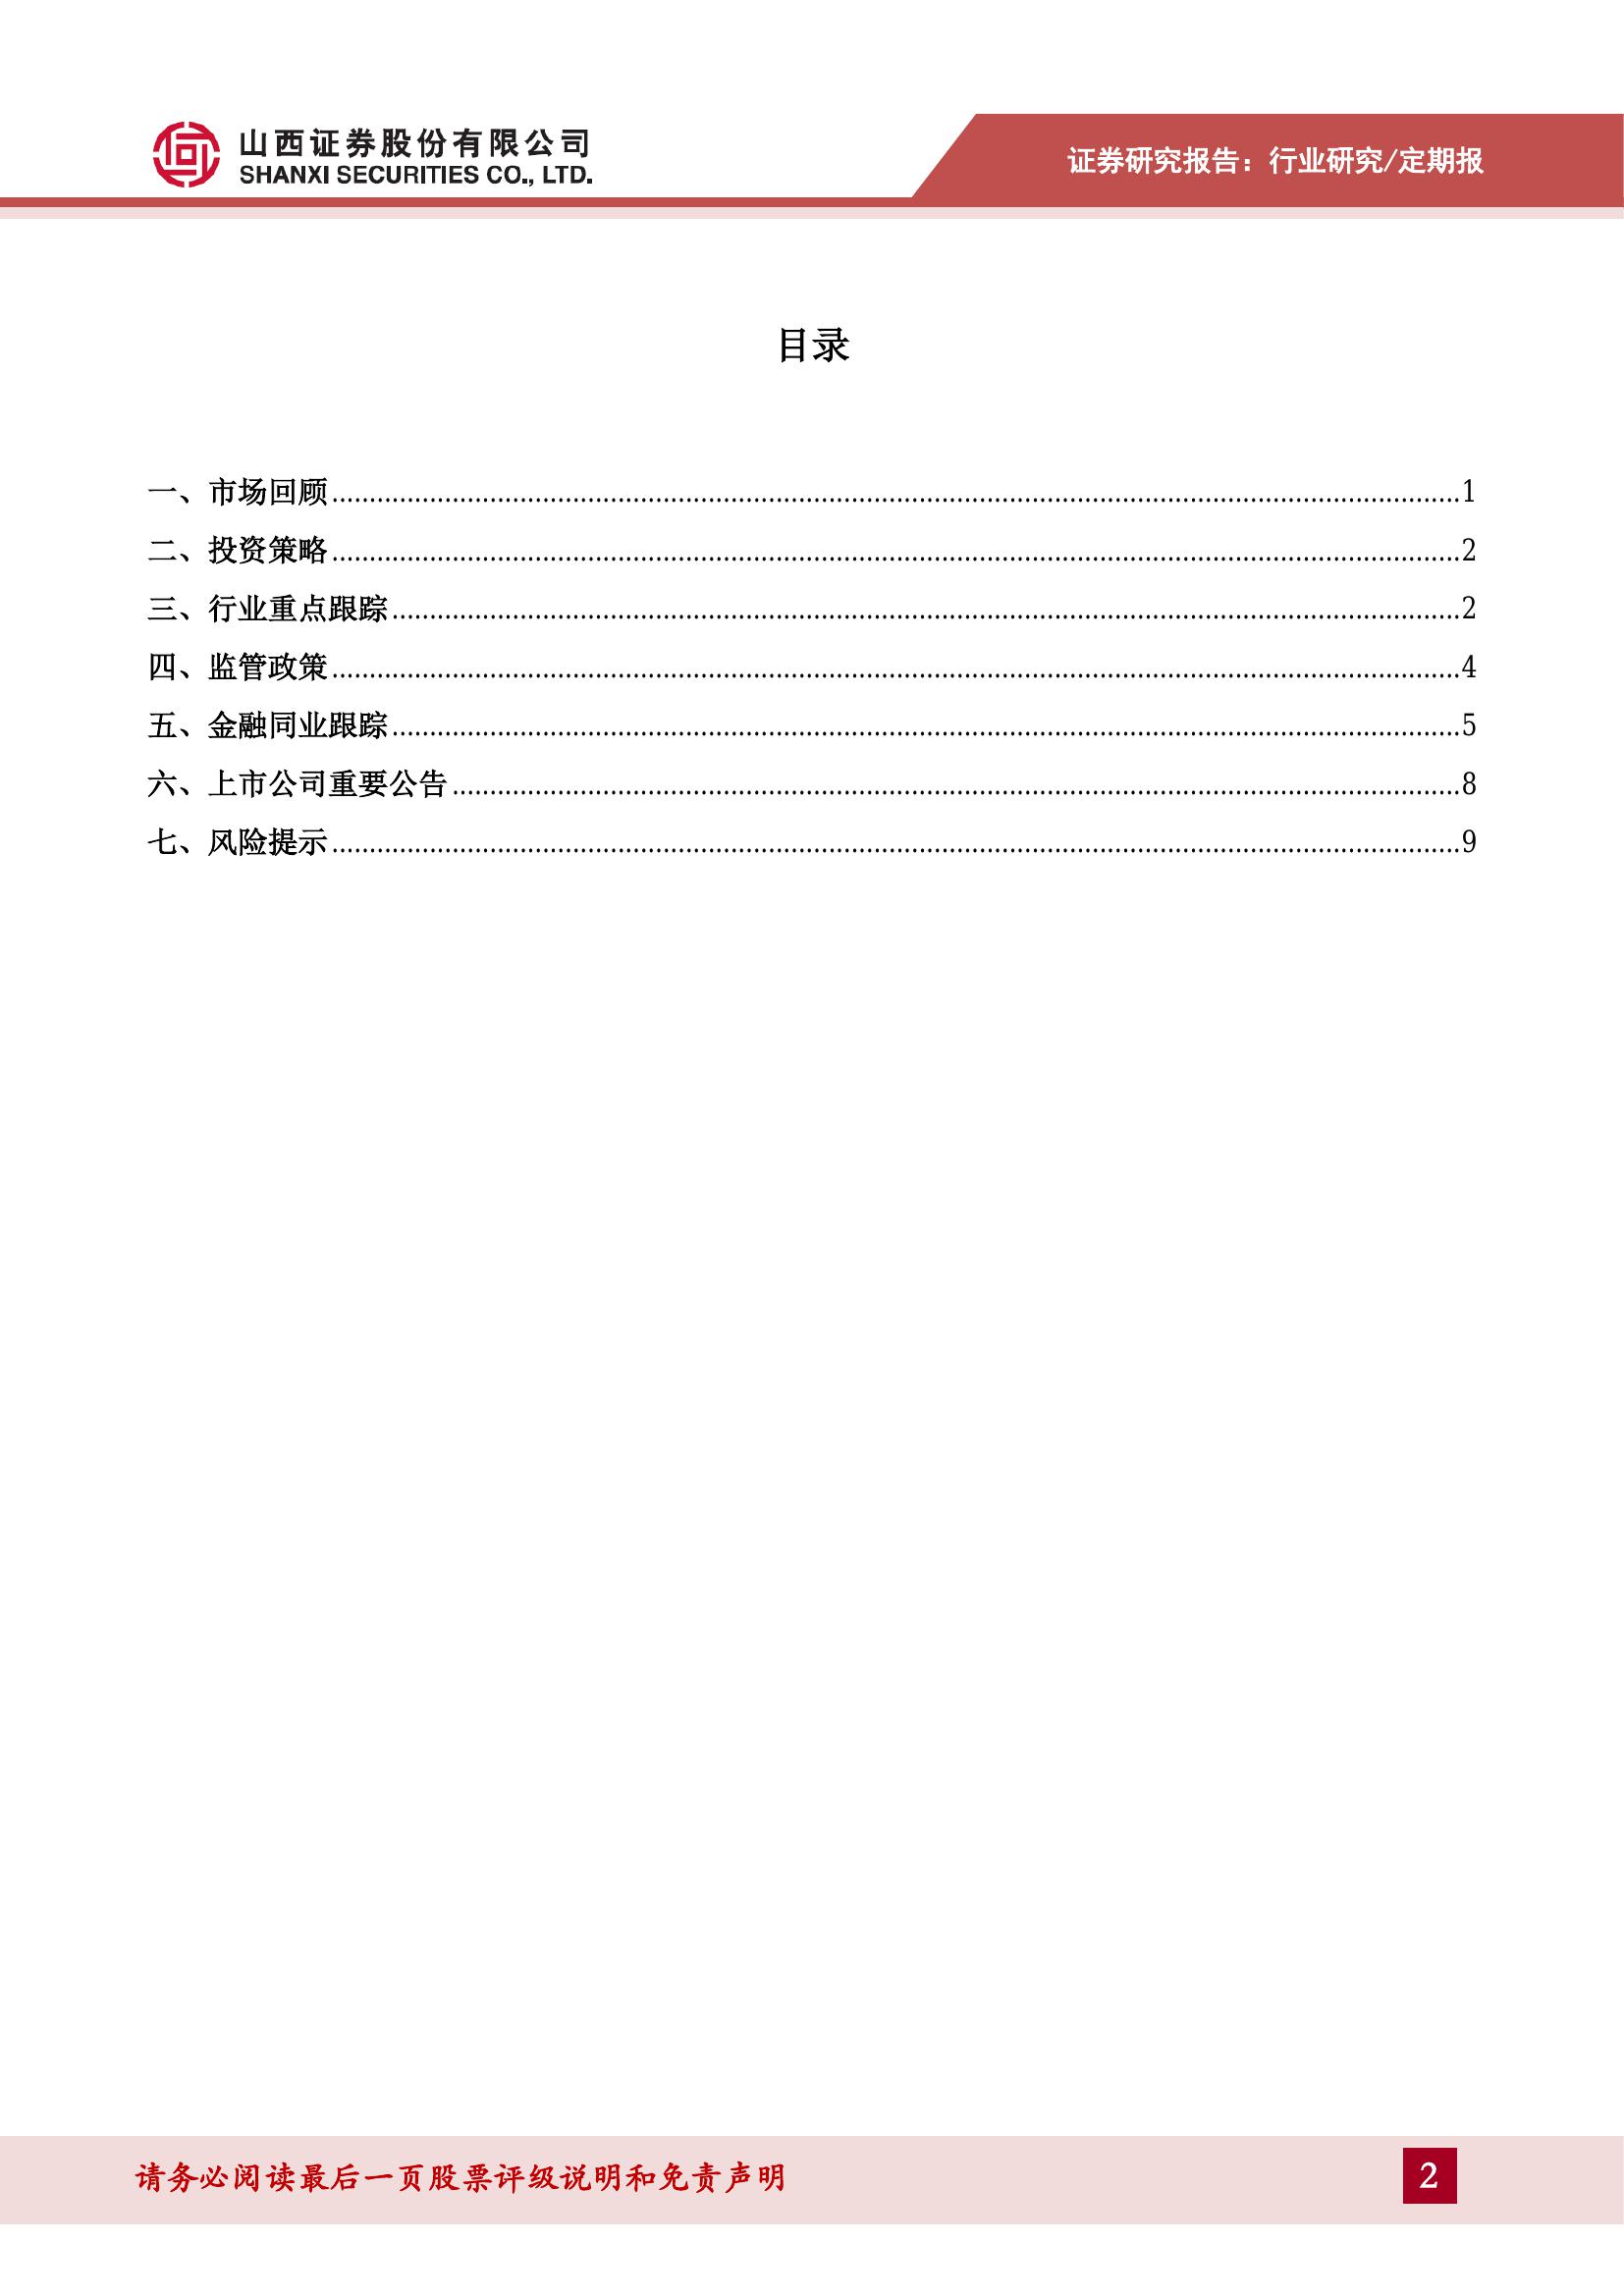 山西证券股份有限公司
SHANXI SECURITIES CO., LTD.
证券研究报告：行业研究/定期报
目录
一、市场回顾........................................1
二、投资策略........................................2
三、行业重点跟踪........................................2
四、监管政策........................................4
五、金融同业跟踪........................................5
六、上市公司重要公告........................................8
七、风险提示........................................9
请务必阅读最后一页股票评级说明和免责声明
2